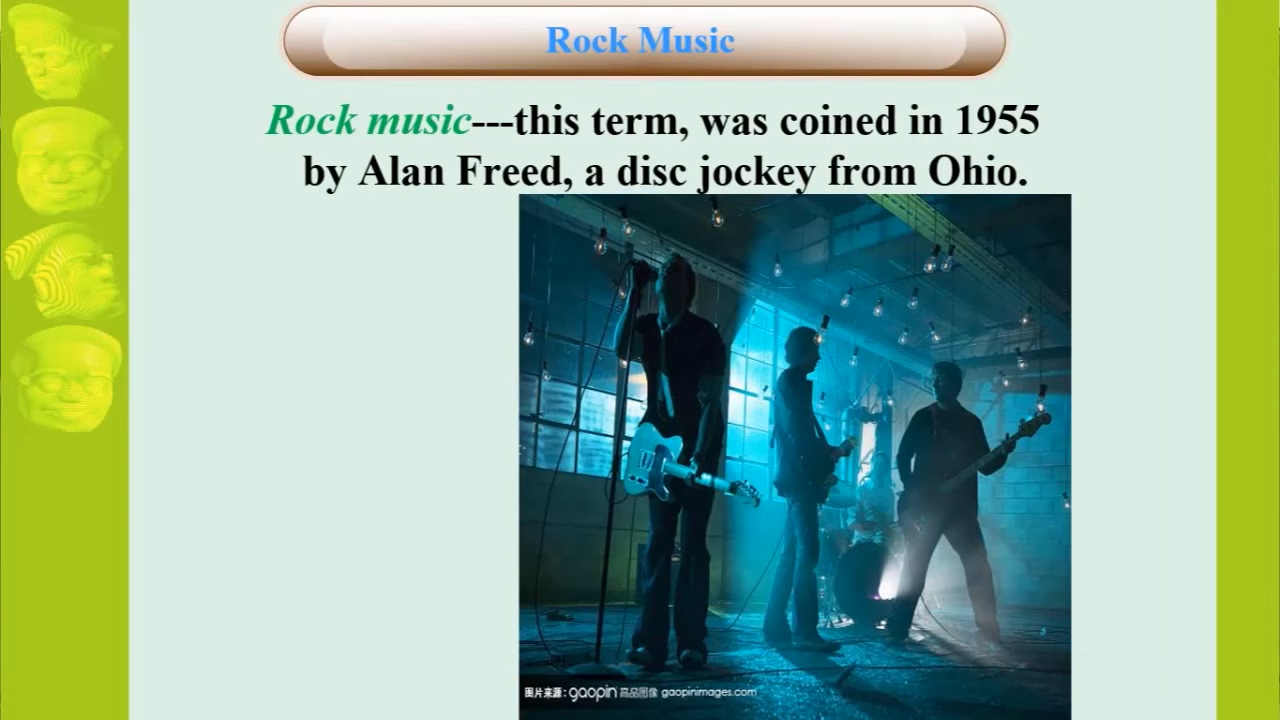 Rock Music
Rock music---this term, was coined in 1955
by Alan Freed, a disc jockey from Ohio.
图片来源：gaopin 高品图像 gaopinimages.com